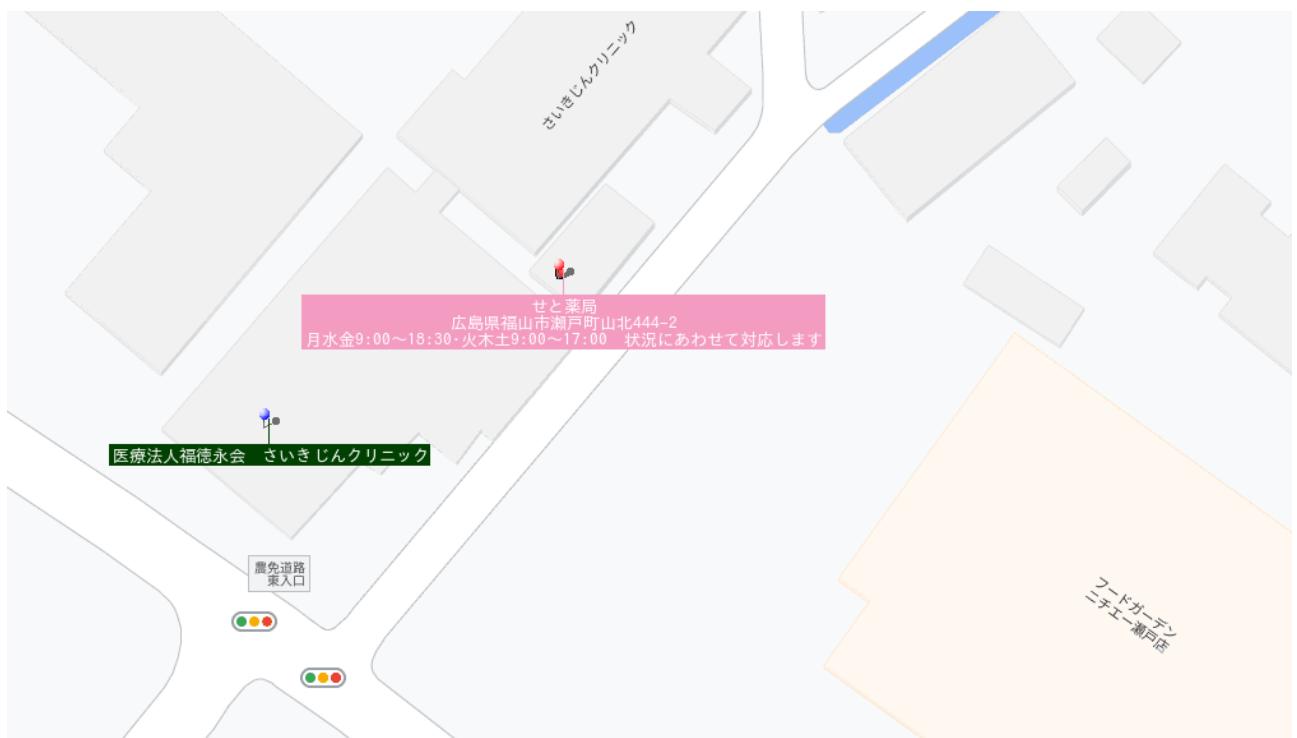 さいきじんクリニック
せと薬局
広島県福山市瀬戸町山北444-2
月水金9:00～18:30･火木土9:00～17:00　状況にあわせて対応します
医療法人福徳永会　さいきじんクリニック
農免道路
東入口
フードガーデン
ニチエー瀬戸店